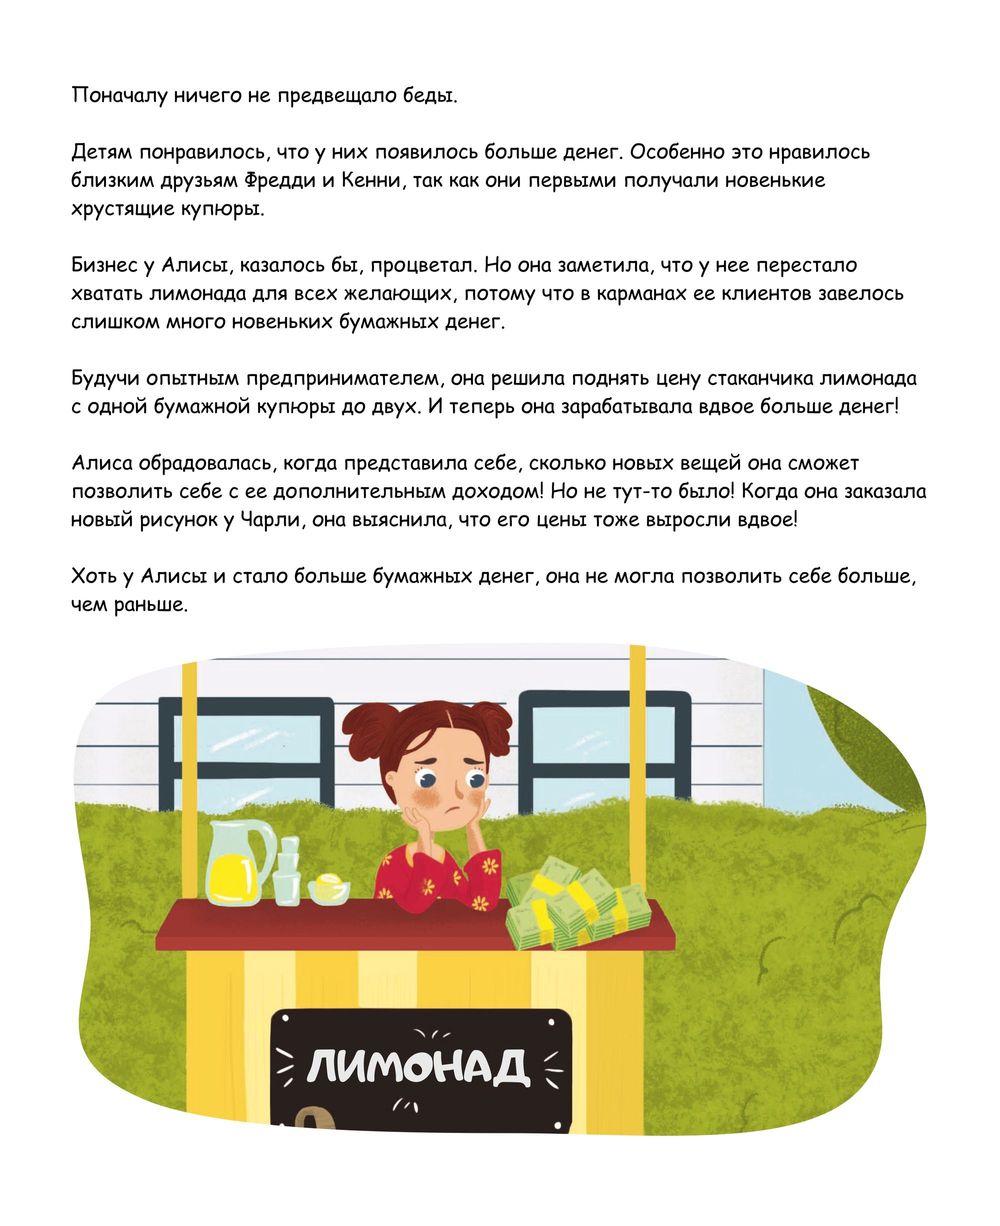 Поначалу ничего не предвещало беды.
Детям понравилось, что у них появилось больше денег. Особенно это нравилось
близким друзьям Фредди и Кенни, так как они первыми получали новенькие
хрустящие купюры.
Бизнес у Алисы, казалось бы, процветал. Но она заметила, что у нее перестало
хватать лимонада для всех желающих, потому что в карманах ее клиентов завелось
слишком много новеньких бумажных денег.
Будучи опытным предпринимателем, она решила поднять цену стаканчика лимонада
с одной бумажной купюры до двух. И теперь она зарабатывала вдвое больше денег!
Алиса обрадовалась, когда представила себе, сколько новых вещей она сможет
позволить себе с ее дополнительным доходом! Но не тут-то было! Когда она заказала
новый рисунок у Чарли, она выяснила, что его цены тоже выросли вдвое!
Хоть у Алисы и стало больше бумажных денег, она не могла позволить себе больше,
чем раньше.
ЛИМОНАД